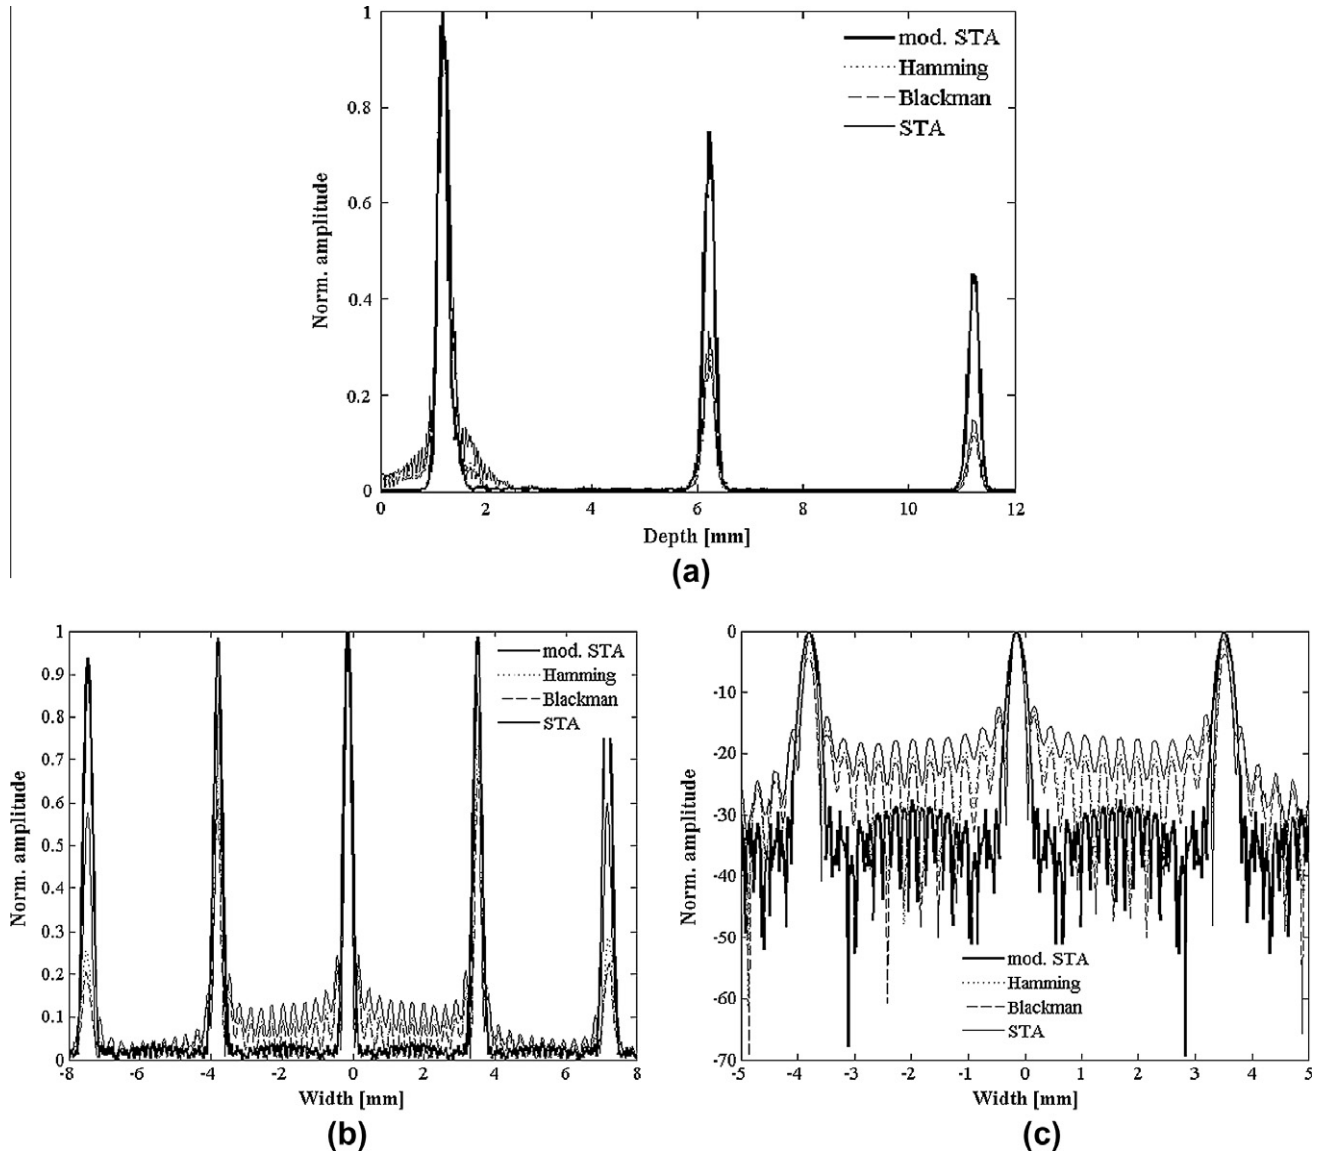 1
0.8
0.6
0.4
0.2
0
Norm. amplitude
mod. STA
Hamming
Blackman
STA
0 2 4 6 8 10 12
Depth [mm]
(a)
1
0.9
0.8
0.7
0.6
0.5
0.4
0.3
0.2
0.1
0
Norm. amplitude
mod. STA
Hamming
Blackman
STA
-8 -6 -4 -2 0 2 4 6 8
Width [mm]
(b)
0
-10
-20
-30
-40
-50
-60
-70
Norm. amplitude
mod. STA
Hamming
Blackman
STA
-5 -4 -3 -2 -1 0 1 2 3 4 5
Width [mm]
(c)